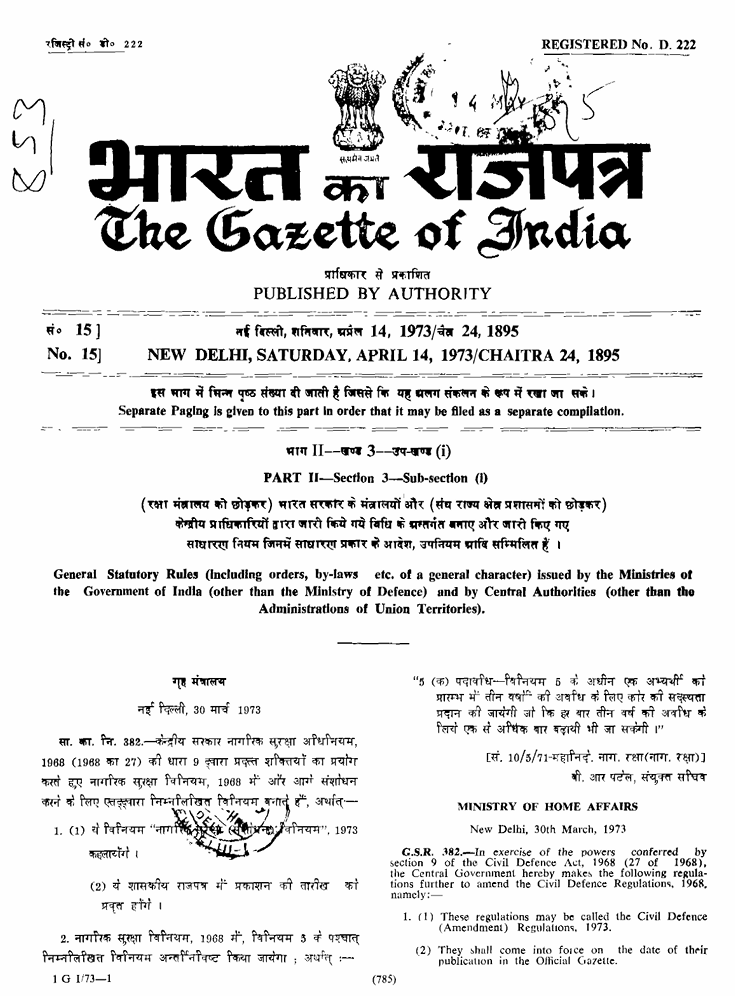 रजिस्ट्री सं० डी० 222
REGISTERED No. D. 222
853
सत्यमेव जयते
भारत का राजपत्र
The Gazette of India
प्राधिकार से प्रकाशित
PUBLISHED BY AUTHORITY
सं० 15]
नई दिल्ली, शनिवार, अप्रैल 14, 1973/चैत्र 24, 1895
No. 15]
NEW DELHI, SATURDAY, APRIL 14, 1973/CHAITRA 24, 1895
इस भाग में भिन्न पृष्ठ संख्या दी जाती है जिससे कि यह अलग संकलन के रूप में रखा जा सके।
Separate Paging is given to this part in order that it may be filed as a separate compilation.
भाग II—खण्ड 3—उप-खण्ड (i)
PART II—Section 3—Sub-section (i)
(रक्षा मंत्रालय को छोड़कर) भारत सरकार के मंत्रालयों और (संघ राज्य क्षेत्र प्रशासनों को छोड़कर)
केन्द्रीय प्राधिकारियों द्वारा जारी किये गये विधि के अन्तर्गत बनाए और जारी किए गए
साधारण नियम जिनमें साधारण प्रकार के आदेश, उपनियम आदि सम्मिलित हैं ।
General Statutory Rules (including orders, by-laws etc. of a general character) issued by the Ministries of
the Government of India (other than the Ministry of Defence) and by Central Authorities (other than the
Administrations of Union Territories).
गृह मंत्रालय
नई दिल्ली, 30 मार्च 1973
सा. का. नि. 382.—केन्द्रीय सरकार नागरिक सुरक्षा अधिनियम,
1968 (1968 का 27) की धारा 9 द्वारा प्रदत्त शक्तियों का प्रयोग
करते हुए नागरिक सुरक्षा विनियम, 1968 में और आगे संशोधन
करने के लिए एतद्द्वारा निम्नलिखित विनियम बनाते हैं, अर्थात्—
1. (1) ये विनियम "नागरिक सुरक्षा (संशोधन) विनियम", 1973
कहलायेंगे ।
(2) ये शासकीय राजपत्र में प्रकाशन की तारीख को
प्रवृत्त होंगे ।
2. नागरिक सुरक्षा विनियम, 1968 में, विनियम 5 के पश्चात्
निम्नलिखित विनियम अन्तर्निविष्ट किया जायेगा ; अर्थात् :—
1 G 1/73—1
"5 (क) पदावधि—विनियम 5 के अधीन एक अभ्यर्थी को
प्रारम्भ में तीन वर्षों की अवधि के लिए कोर की सदस्यता
प्रदान की जायेगी जो कि हर बार तीन वर्ष की अवधि के
लिये एक से अधिक बार बढ़ायी भी जा सकेगी ।"
[सं. 10/5/71-महानिदे. नाग. रक्षा(नाग. रक्षा)]
बी. आर पटेल, संयुक्त सचिव
MINISTRY OF HOME AFFAIRS
New Delhi, 30th March, 1973
G.S.R. 382.—In exercise of the powers conferred by
section 9 of the Civil Defence Act, 1968 (27 of 1968),
the Central Government hereby makes the following regula-
tions further to amend the Civil Defence Regulations, 1968,
namely:—
1. (1) These regulations may be called the Civil Defence
(Amendment) Regulations, 1973.
(2) They shall come into force on the date of their
publication in the Official Gazette.
(785)